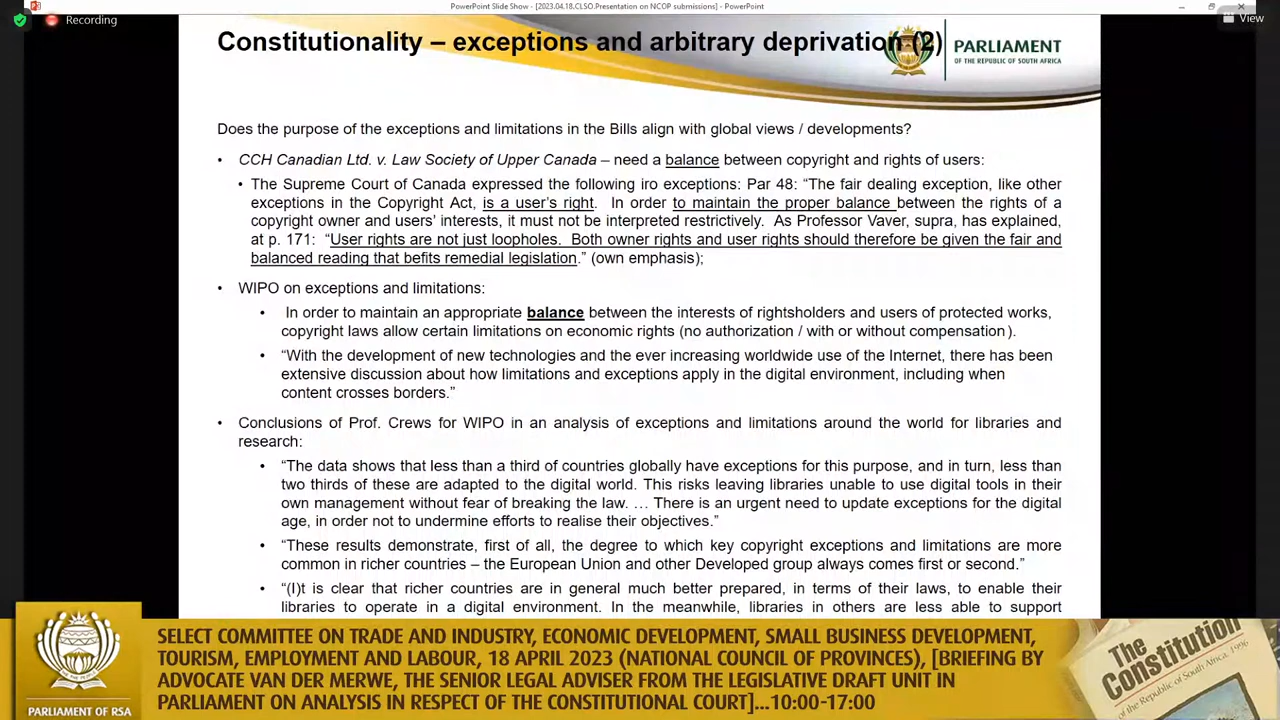 PowerPoint Slide Show - [2023.04.18.CLSO.Presentation on NCOP submissions] - PowerPoint
Recording
View
Constitutionality – exceptions and arbitrary deprivation (2)
PARLIAMENT
OF THE REPUBLIC OF SOUTH AFRICA
Does the purpose of the exceptions and limitations in the Bills align with global views / developments?
• CCH Canadian Ltd. v. Law Society of Upper Canada – need a balance between copyright and rights of users:
• The Supreme Court of Canada expressed the following iro exceptions: Par 48: “The fair dealing exception, like other
exceptions in the Copyright Act, is a user’s right. In order to maintain the proper balance between the rights of a
copyright owner and users’ interests, it must not be interpreted restrictively. As Professor Vaver, supra, has explained,
at p. 171: “User rights are not just loopholes. Both owner rights and user rights should therefore be given the fair and
balanced reading that befits remedial legislation.” (own emphasis);
• WIPO on exceptions and limitations:
• In order to maintain an appropriate balance between the interests of rightsholders and users of protected works,
copyright laws allow certain limitations on economic rights (no authorization / with or without compensation ).
• “With the development of new technologies and the ever increasing worldwide use of the Internet, there has been
extensive discussion about how limitations and exceptions apply in the digital environment, including when
content crosses borders.”
• Conclusions of Prof. Crews for WIPO in an analysis of exceptions and limitations around the world for libraries and
research:
• “The data shows that less than a third of countries globally have exceptions for this purpose, and in turn, less than
two thirds of these are adapted to the digital world. This risks leaving libraries unable to use digital tools in their
own management without fear of breaking the law. … There is an urgent need to update exceptions for the digital
age, in order not to undermine efforts to realise their objectives.”
• “These results demonstrate, first of all, the degree to which key copyright exceptions and limitations are more
common in richer countries – the European Union and other Developed group always comes first or second.”
• “(I)t is clear that richer countries are in general much better prepared, in terms of their laws, to enable their
libraries to operate in a digital environment. In the meanwhile, libraries in others are less able to support
SELECT COMMITTEE ON TRADE AND INDUSTRY, ECONOMIC DEVELOPMENT, SMALL BUSINESS DEVELOPMENT,
TOURISM, EMPLOYMENT AND LABOUR, 18 APRIL 2023 (NATIONAL COUNCIL OF PROVINCES), [BRIEFING BY
ADVOCATE VAN DER MERWE, THE SENIOR LEGAL ADVISER FROM THE LEGISLATIVE DRAFT UNIT IN
PARLIAMENT ON ANALYSIS IN RESPECT OF THE CONSTITUTIONAL COURT]...10:00-17:00
PARLIAMENT OF RSA
The
Constitution
of the Republic of South Africa, 1996